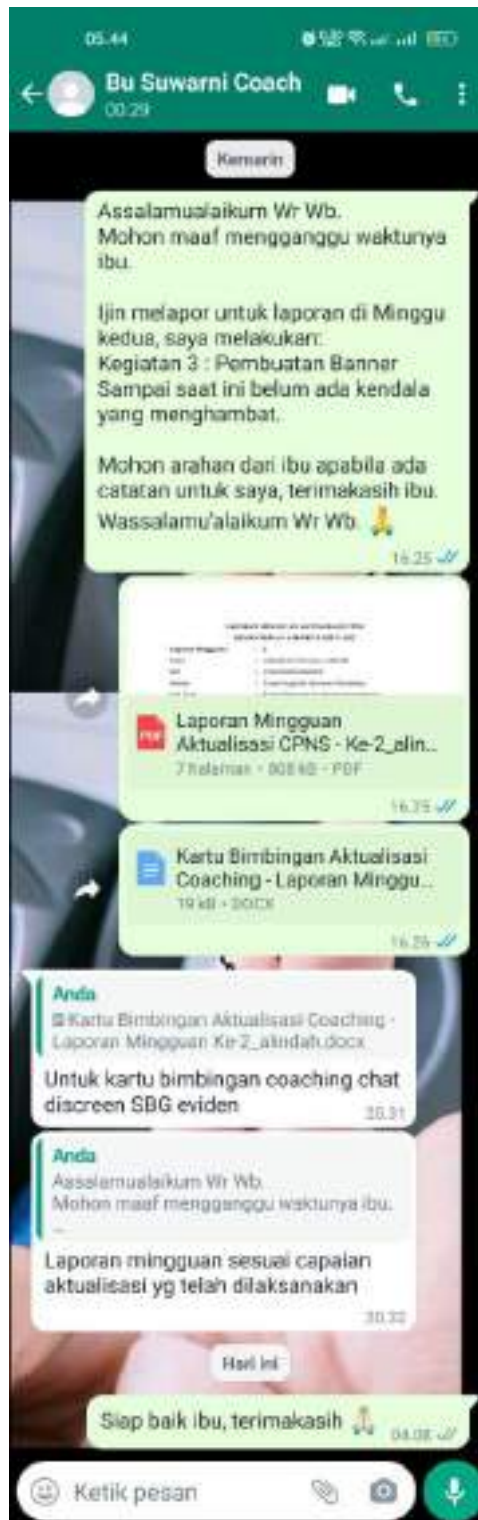 05.44
Bu Suwarni Coach
00.29
Kemarin
Assalamualaikum Wr Wb.
Mohon maaf mengganggu waktunya
ibu.
Ijin melapor untuk laporan di Minggu
kedua, saya melakukan:
Kegiatan 3 : Pembuatan Banner
Sampai saat ini belum ada kendala
yang menghambat.
Mohon arahan dari ibu apabila ada
catatan untuk saya, terimakasih ibu.
Wassalamu'alaikum Wr Wb. 🙏
16.25
PDF
Laporan Mingguan
Aktualisasi CPNS - Ke-2_alin...
7 halaman • 808 kB • PDF
16.25
Kartu Bimbingan Aktualisasi
Coaching - Laporan Minggu...
19 kB • DOCX
16.26
Anda
Kartu Bimbingan Aktualisasi Coaching -
Laporan Mingguan Ke-2_alindah.docx
Untuk kartu bimbingan coaching chat
discreen SBG eviden
20.31
Anda
Assalamualaikum Wr Wb.
Mohon maaf mengganggu waktunya ibu.
...
Laporan mingguan sesuai capaian
aktualisasi yg telah dilaksanakan
20.32
Hari ini
Siap baik ibu, terimakasih 🙏
04.08
Ketik pesan